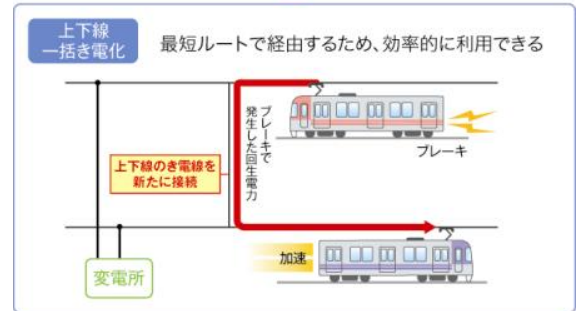 上下線
一括き電化
最短ルートで経由するため、効率的に利用できる
ブレーキで
発生した回生電力
ブレーキ
上下線のき電線を
新たに接続
加速
変電所